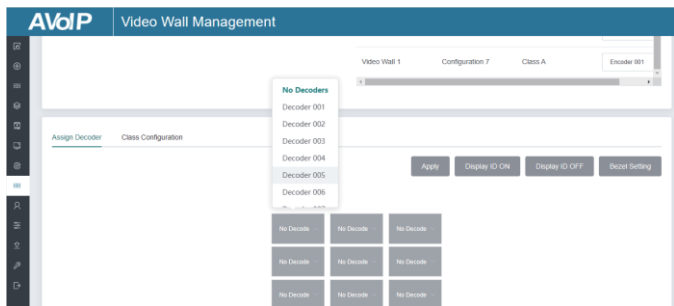 AVoIP Video Wall Management
Video Wall 1 Configuration 7 Class A Encoder 001
No Decoders
Decoder 001
Decoder 002
Decoder 003
Decoder 004
Decoder 005
Decoder 006
Assign Decoder Class Configuration
Apply Display ID ON Display ID OFF Bezel Setting
No Decode No Decode No Decode
No Decode No Decode No Decode
No Decode No Decode No Decode